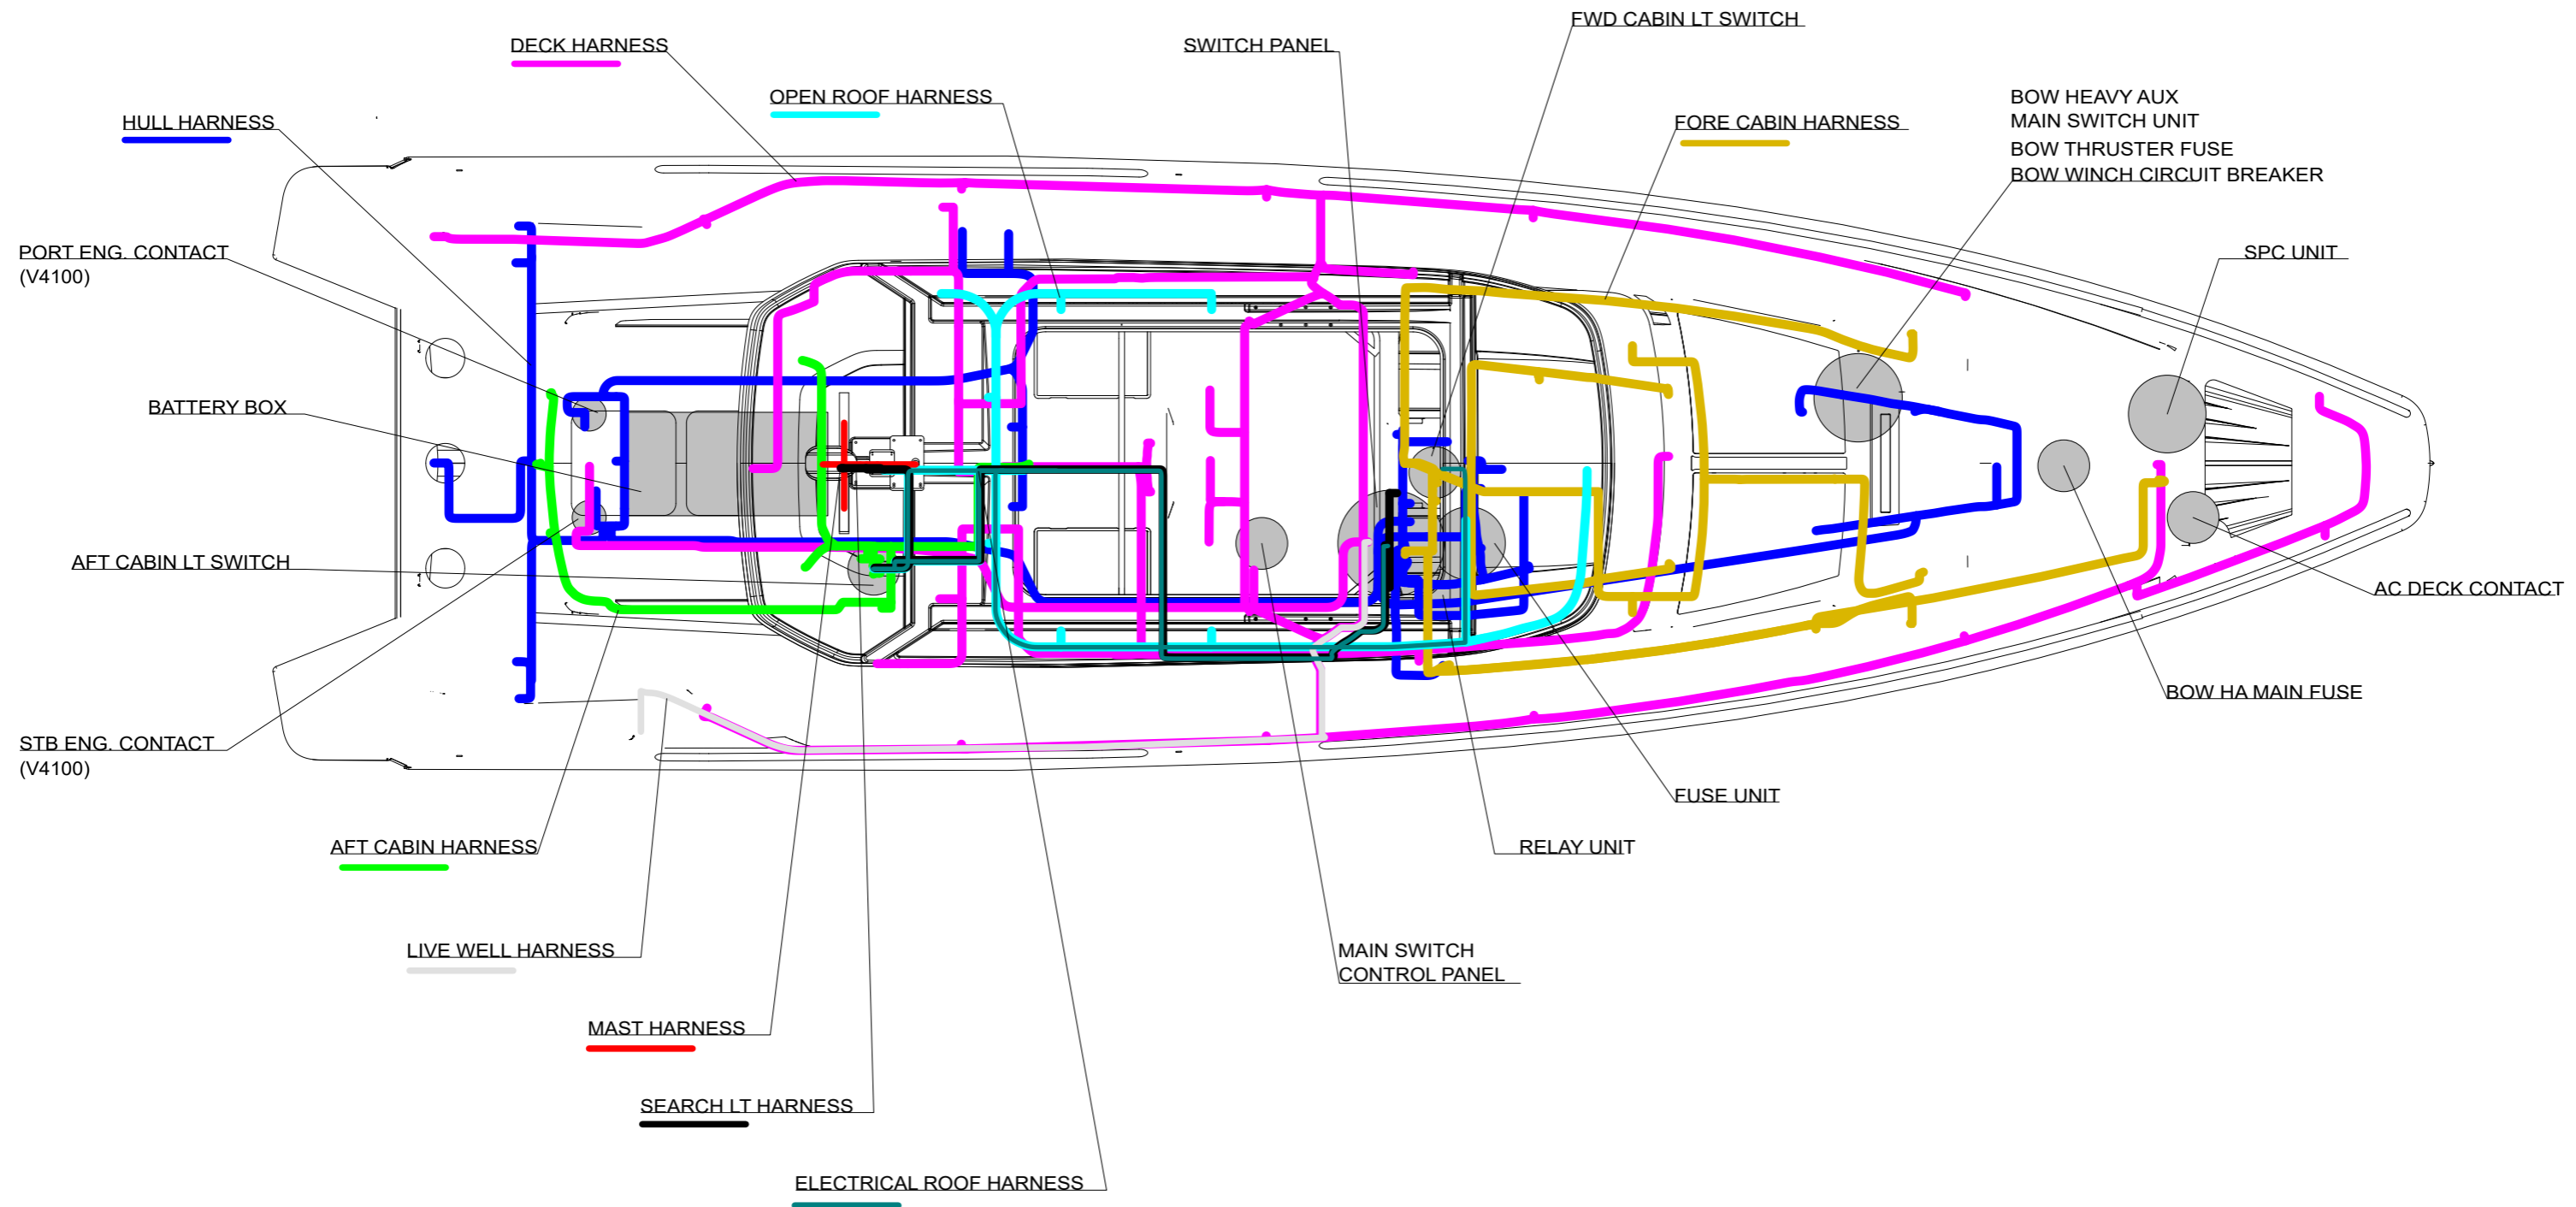 FWD CABIN LT SWITCH
DECK HARNESS
SWITCH PANEL
OPEN ROOF HARNESS
BOW HEAVY AUX
MAIN SWITCH UNIT
BOW THRUSTER FUSE
BOW WINCH CIRCUIT BREAKER
HULL HARNESS
FORE CABIN HARNESS
PORT ENG. CONTACT
(V4100)
SPC UNIT
BATTERY BOX
AFT CABIN LT SWITCH
AC DECK CONTACT
BOW HA MAIN FUSE
STB ENG. CONTACT
(V4100)
FUSE UNIT
AFT CABIN HARNESS
RELAY UNIT
LIVE WELL HARNESS
MAIN SWITCH
CONTROL PANEL
MAST HARNESS
SEARCH LT HARNESS
ELECTRICAL ROOF HARNESS